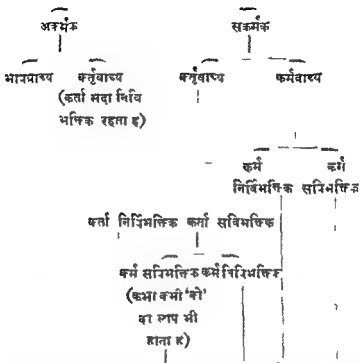 अकर्मक सकर्मक
भाववाच्य कर्तृवाच्य कर्तृवाच्य कर्मवाच्य
(कर्ता सदा निर्वि
भक्तिक रहता है)
कर्म कर्म
निर्विभक्तिक सविभक्तिक
कर्ता निर्विभक्तिक कर्ता सविभक्तिक
कर्म सविभक्तिक कर्म निर्विभक्तिक
(कभी कभी 'को'
का लोप भी
होता है)